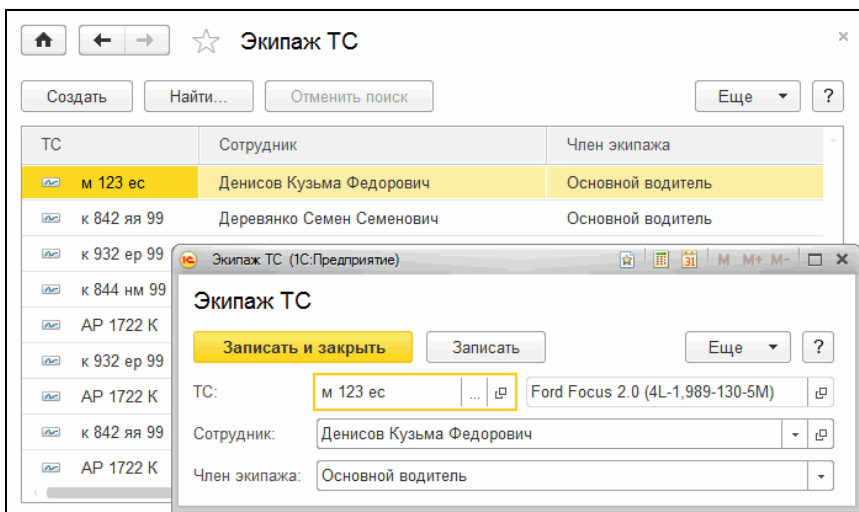 Экипаж ТС
Создать Найти... Отменить поиск Еще ?
ТС Сотрудник Член экипажа
м 123 ес Денисов Кузьма Федорович Основной водитель
к 842 яя 99 Деревянко Семен Семенович Основной водитель
к 932 ер 99
к 844 нм 99
АР 1722 К
к 932 ер 99
АР 1722 К
к 842 яя 99
АР 1722 К
1С Экипаж ТС (1С:Предприятие) 31 M M+ M-
Экипаж ТС
Записать и закрыть Записать Еще ?
ТС: м 123 ес ... Ford Focus 2.0 (4L-1,989-130-5M)
Сотрудник: Денисов Кузьма Федорович
Член экипажа: Основной водитель